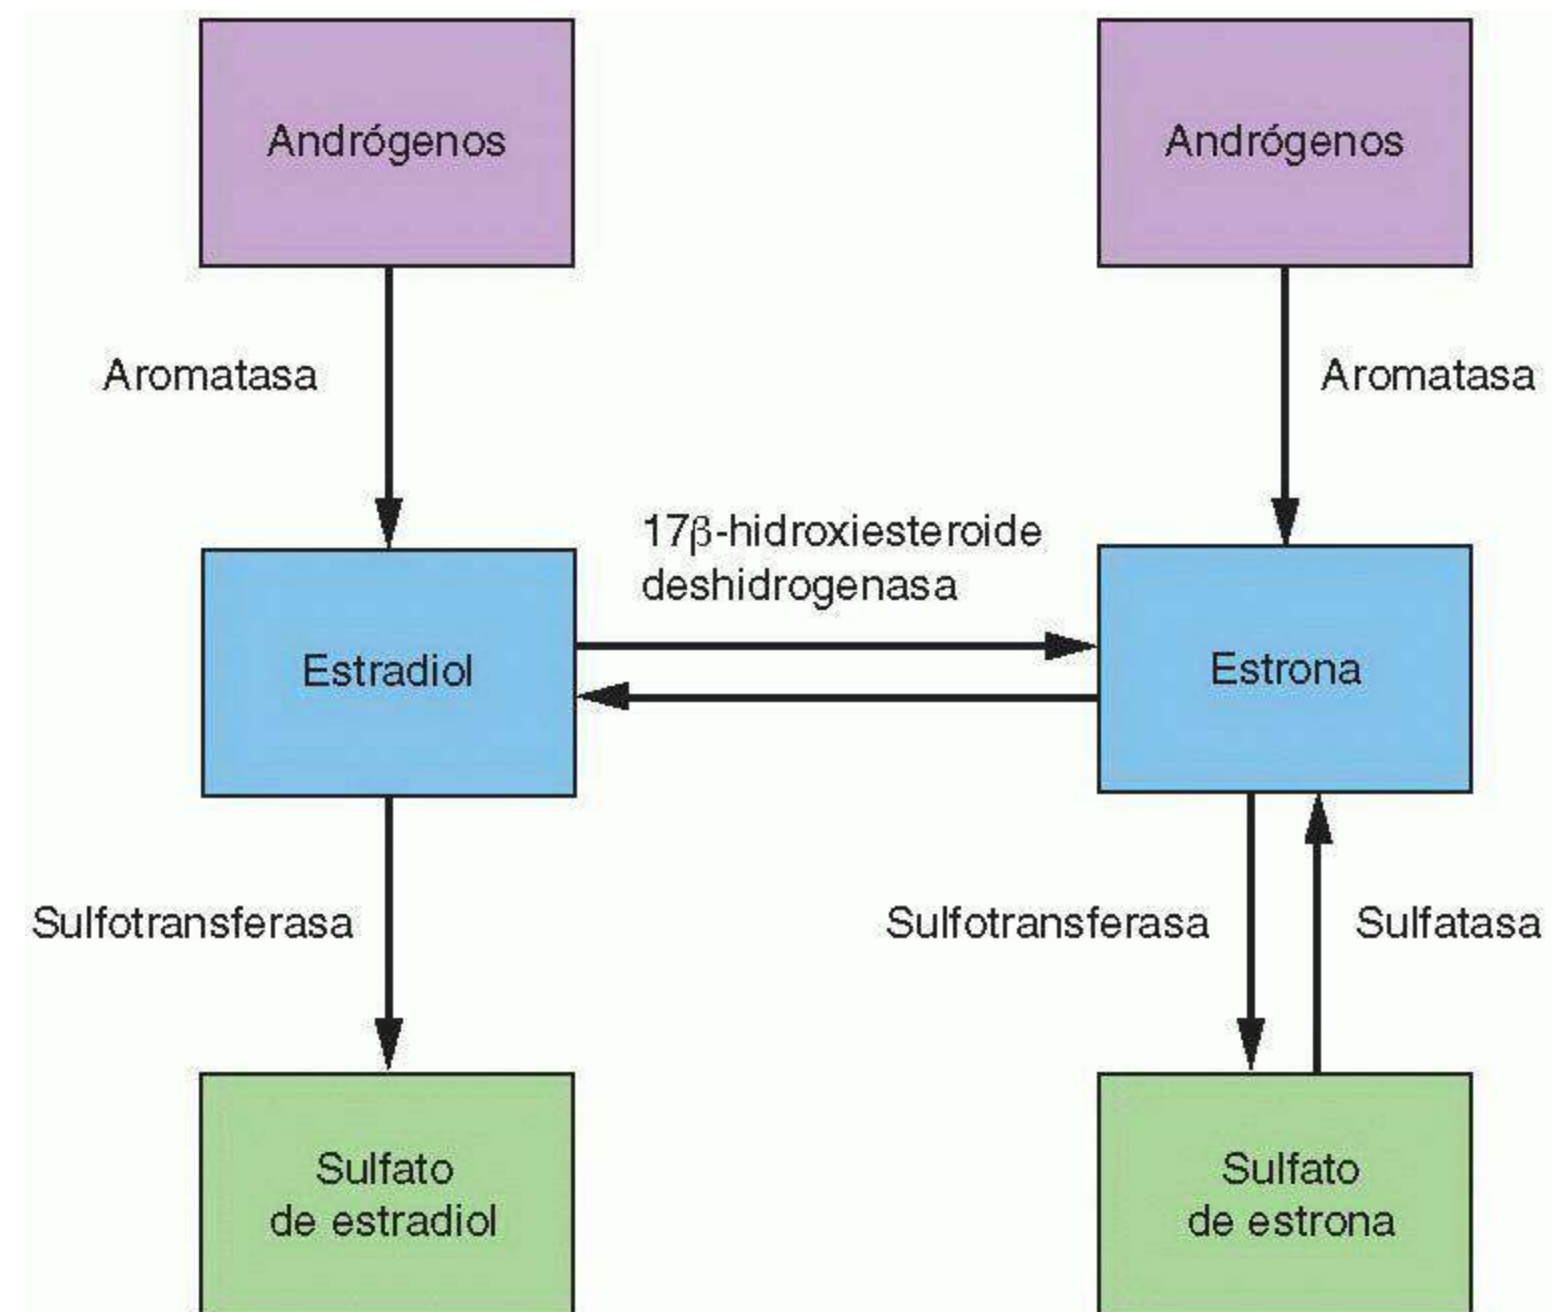 Andrógenos
Andrógenos
Aromatasa
Aromatasa
17β-hidroxiesteroide
deshidrogenasa
Estradiol
Estrona
Sulfotransferasa
Sulfotransferasa
Sulfatasa
Sulfato
de estradiol
Sulfato
de estrona